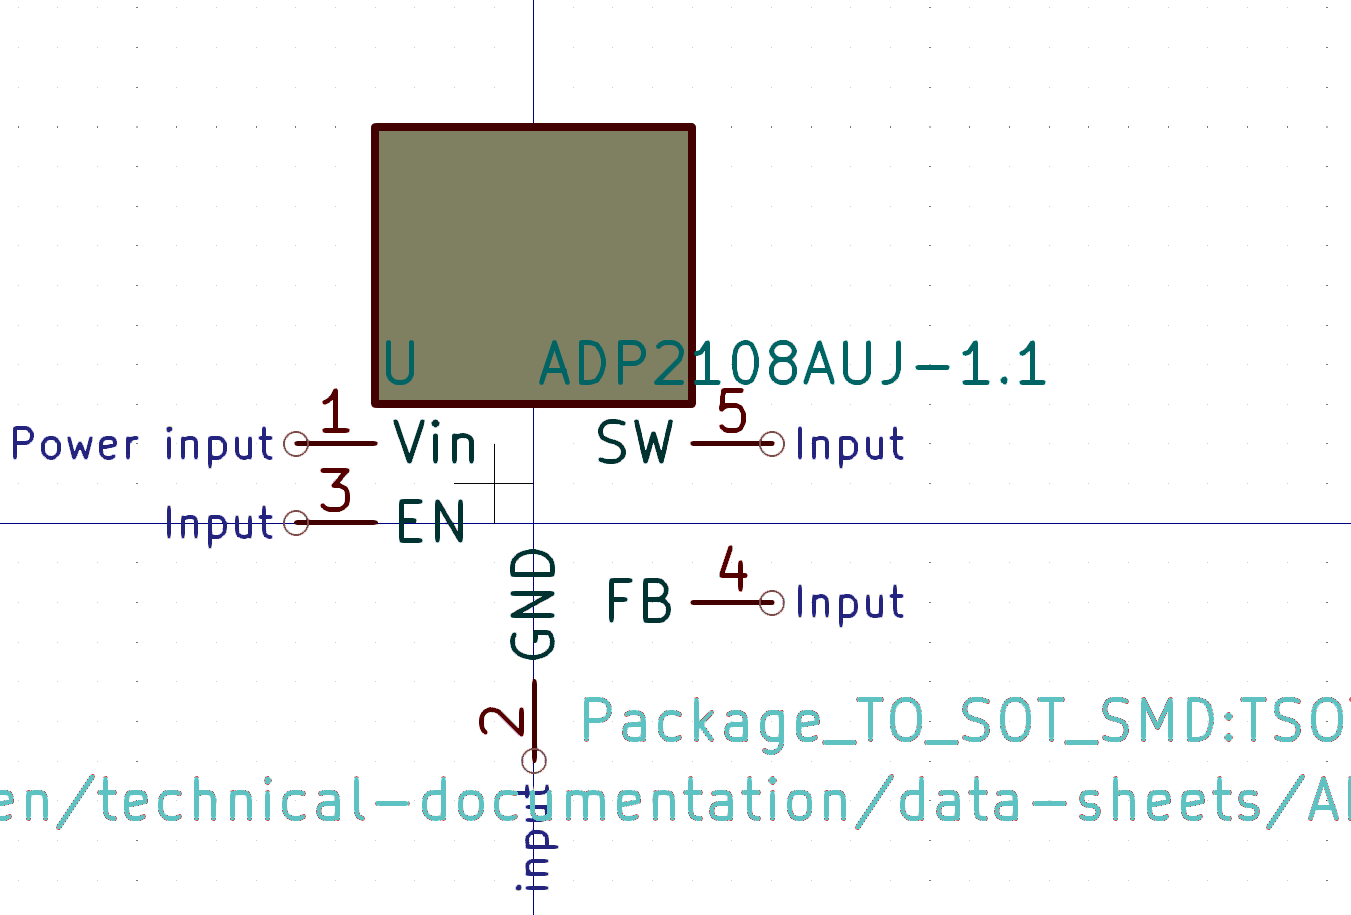 U ADP2108AUJ-1.1
1 5
Power input Vin SW Input
3
Input EN
4
GND FB Input
2 Package_TO_SOT_SMD:TSO
en/technical-documentation/data-sheets/A
input